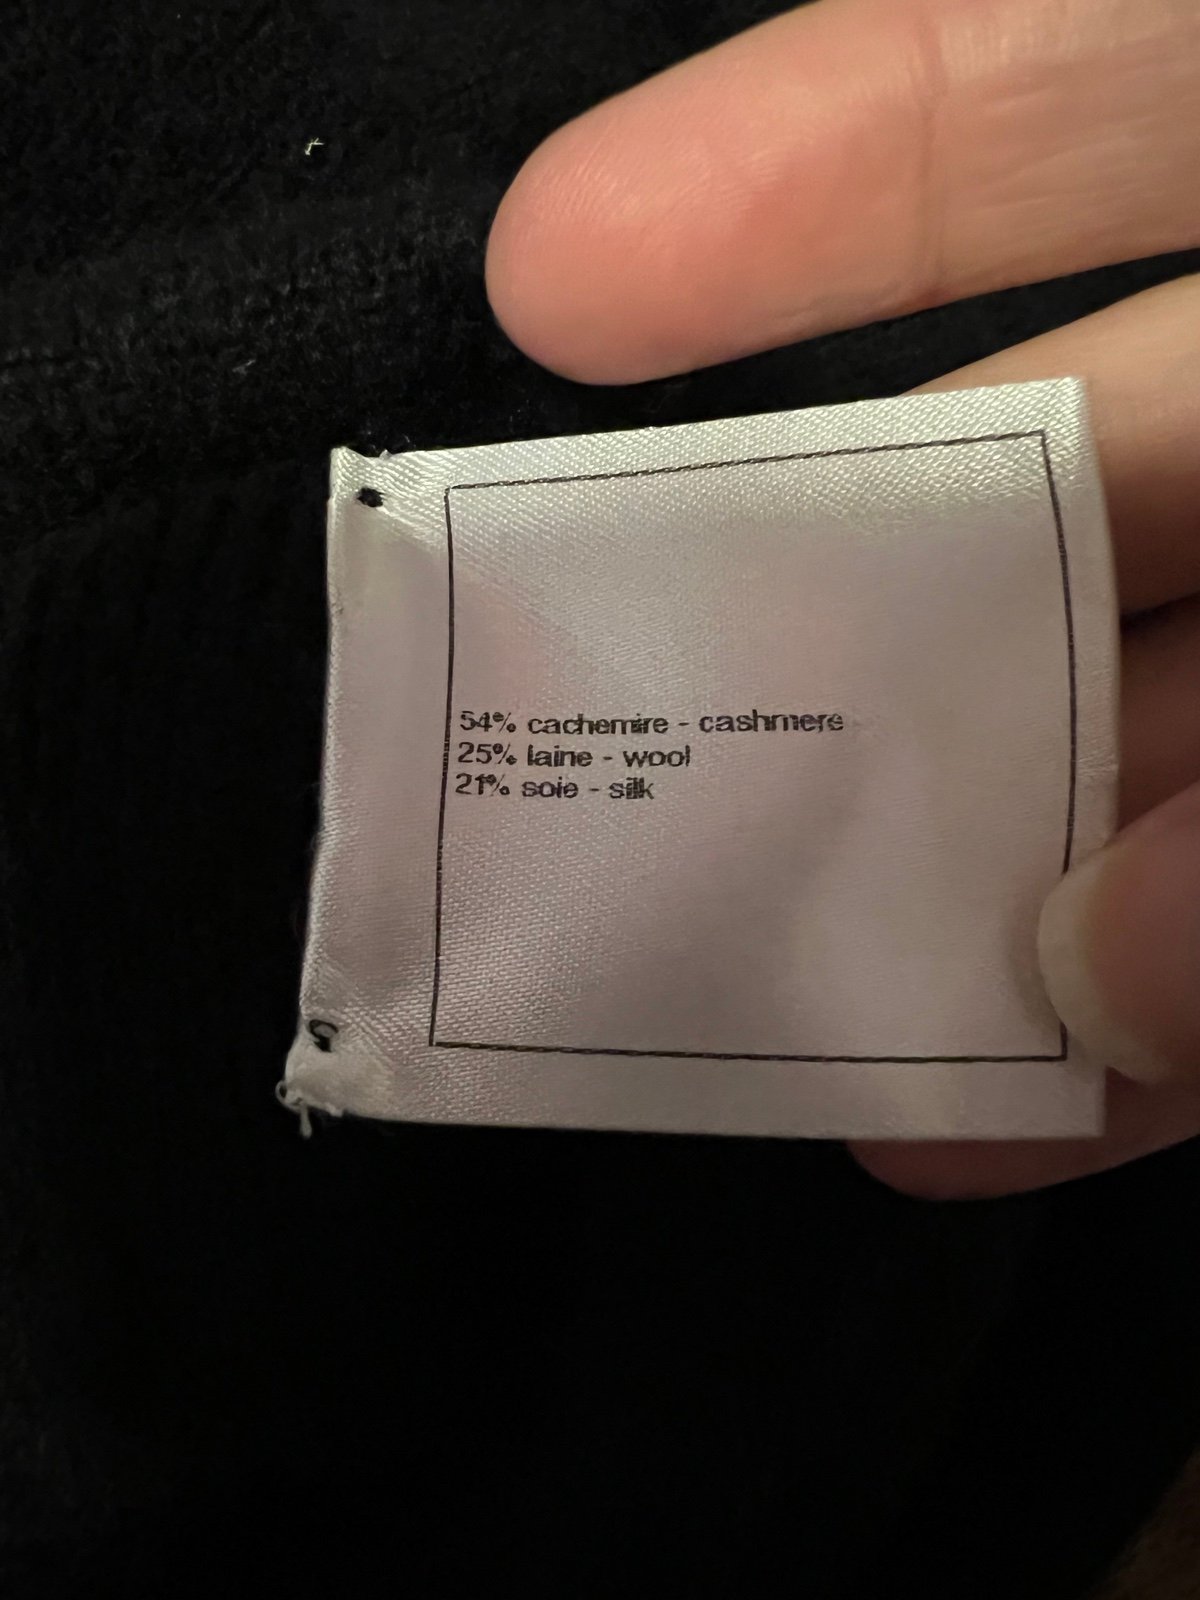 54% cachemire - cashmere
25% laine - wool
21% soie - silk